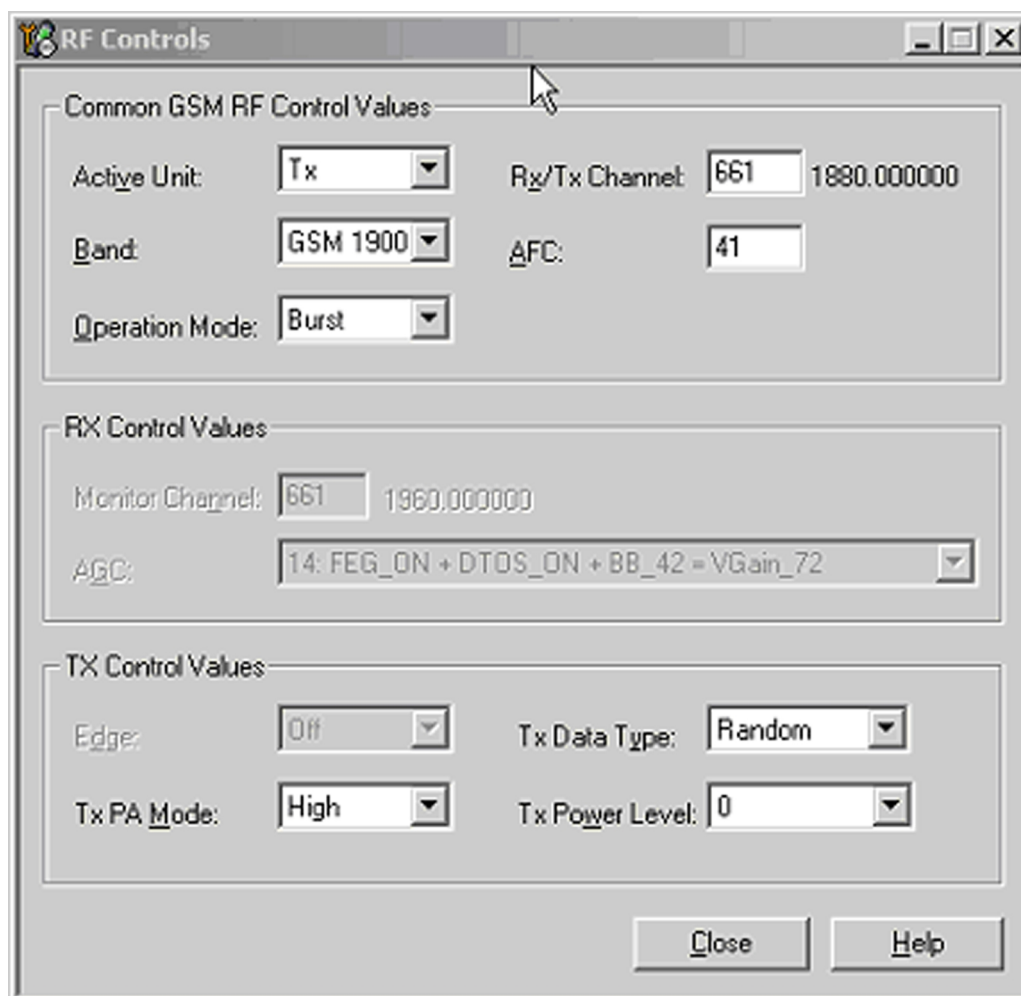 RF Controls
Common GSM RF Control Values
Active Unit: Tx Rx/Tx Channel: 661 1880.000000
Band: GSM 1900 AFC: 41
Operation Mode: Burst
RX Control Values
Monitor Channel: 661 1960.000000
AGC: 14: FEG_ON + DTOS_ON + BB_42 = VGain_72
TX Control Values
Edge: Off Tx Data Type: Random
Tx PA Mode: High Tx Power Level: 0
Close Help